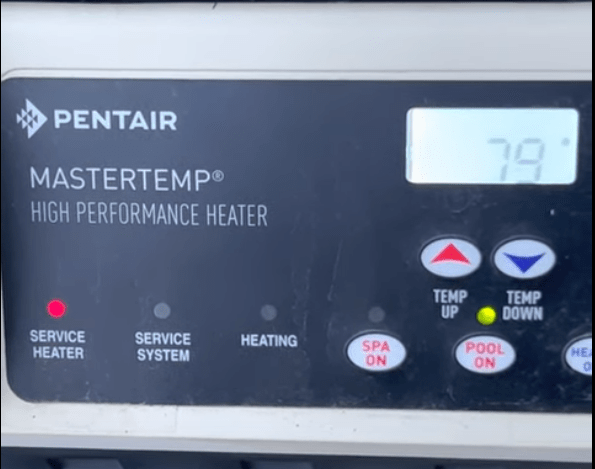 PENTAIR
MASTERTEMP®
HIGH PERFORMANCE HEATER
79°
TEMP UP
TEMP DOWN
SERVICE HEATER
SERVICE SYSTEM
HEATING
SPA ON
POOL ON